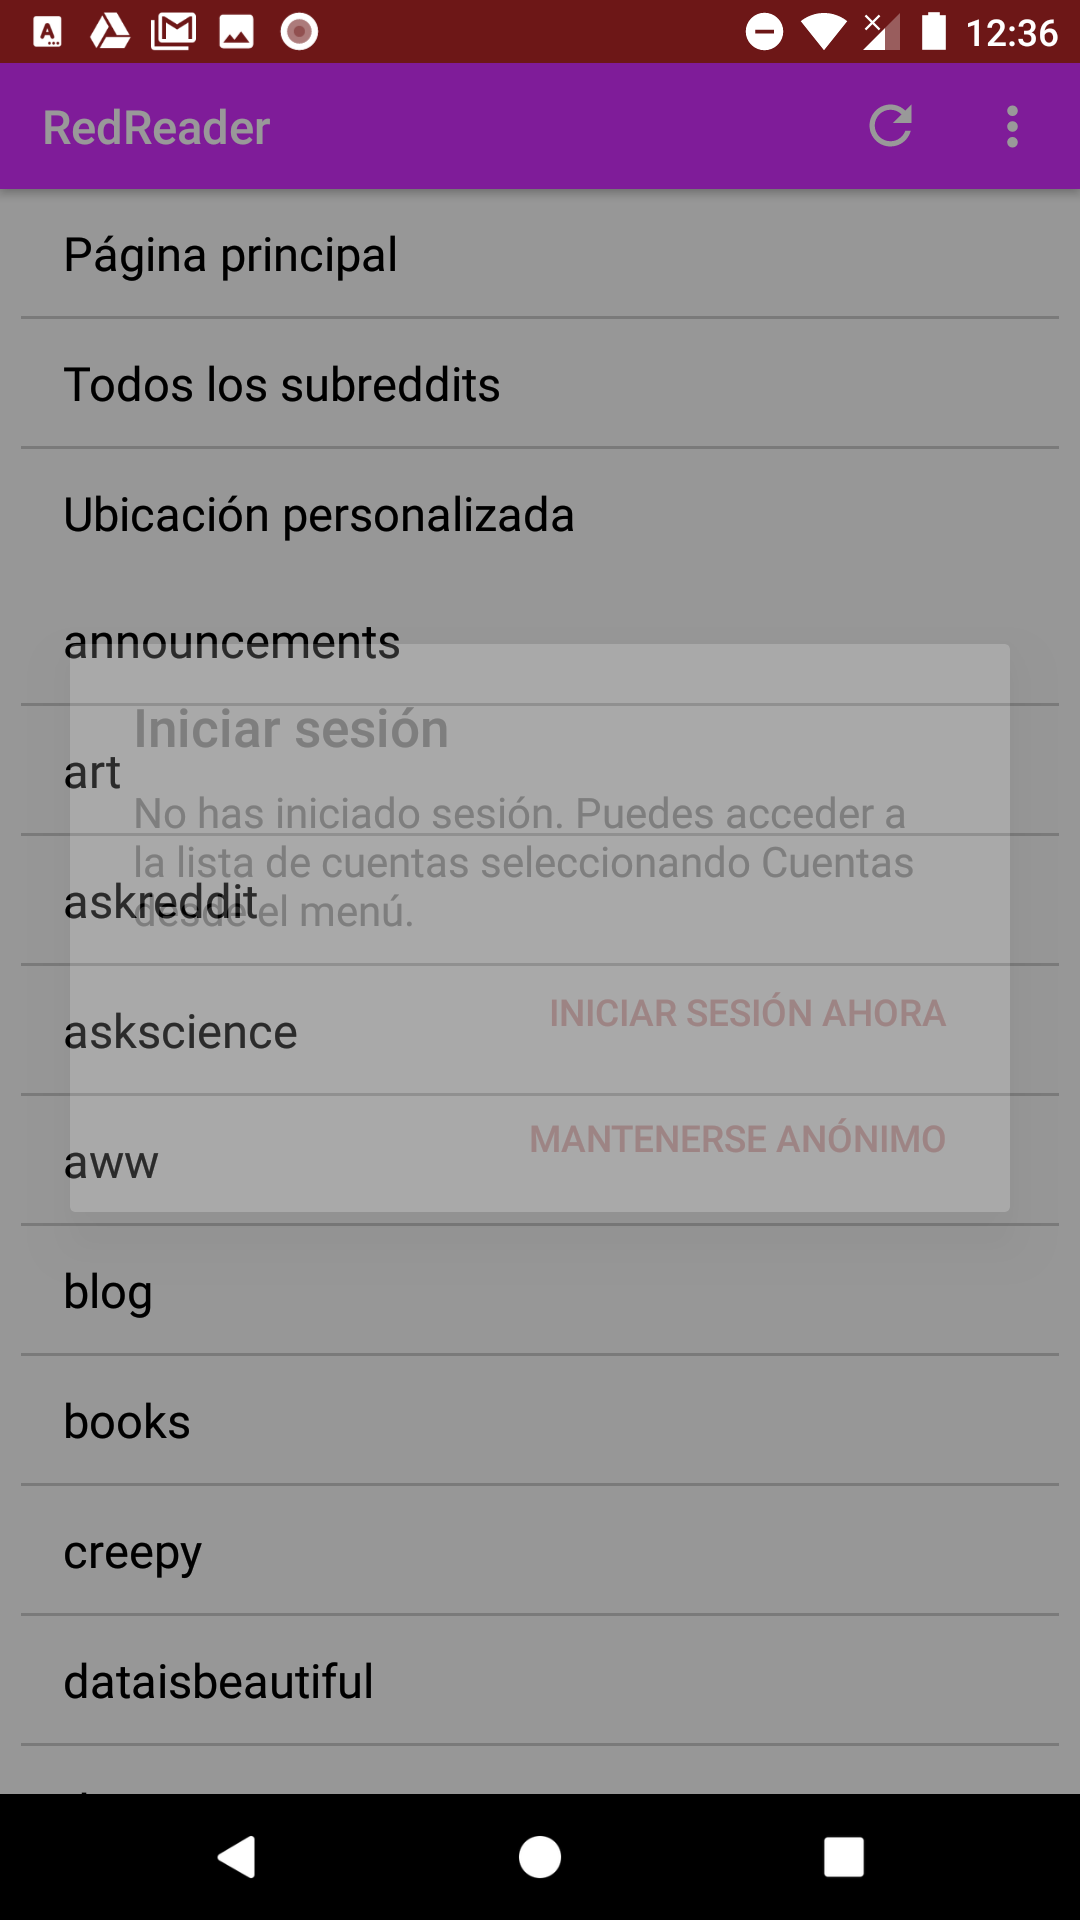 12:36
RedReader
Página principal
Todos los subreddits
Ubicación personalizada
announcements
Iniciar sesión
art
No has iniciado sesión. Puedes acceder a
la lista de cuentas seleccionando Cuentas
desde el menú.
askreddit
INICIAR SESIÓN AHORA
askscience
MANTENERSE ANÓNIMO
aww
blog
books
creepy
dataisbeautiful